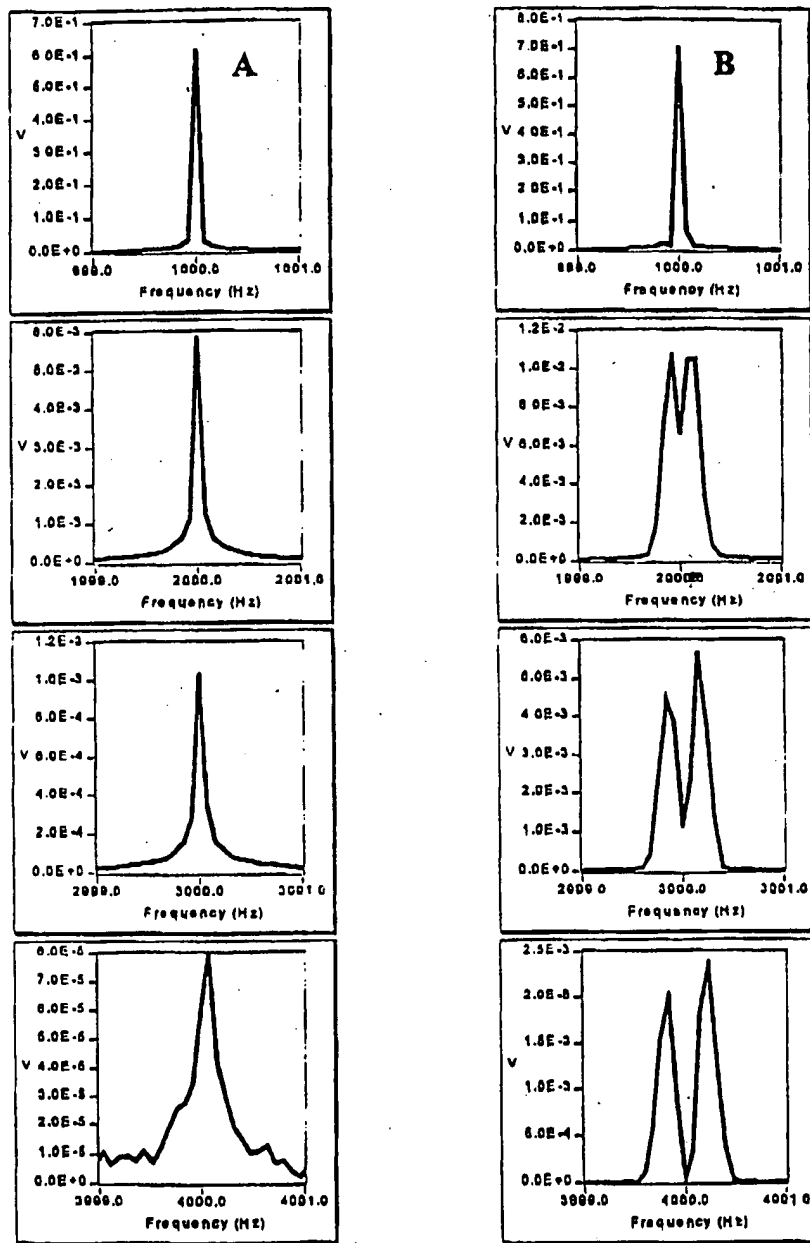 7.0E-1
A
6.0E-1
5.0E-1
4.0E-1
V
3.0E-1
2.0E-1
1.0E-1
0.0E+0
999.0 1000.0 1001.0
Frequency (Hz)
8.0E-1
B
7.0E-1
6.0E-1
5.0E-1
V
4.0E-1
3.0E-1
2.0E-1
1.0E-1
0.0E+0
999.0 1000.0 1001.0
Frequency (Hz)
6.0E-3
5.0E-3
4.0E-3
V 3.0E-3
2.0E-3
1.0E-3
0.0E+0
1999.0 2000.0 2001.0
Frequency (Hz)
1.2E-2
1.0E-2
8.0E-3
V 6.0E-3
4.0E-3
2.0E-3
0.0E+0
1999.0 2000.0 2001.0
Frequency (Hz)
1.2E-3
1.0E-3
8.0E-4
V 6.0E-4
4.0E-4
2.0E-4
0.0E+0
2999.0 3000.0 3001.0
Frequency (Hz)
6.0E-3
5.0E-3
4.0E-3
V 3.0E-3
2.0E-3
1.0E-3
0.0E+0
2999.0 3000.0 3001.0
Frequency (Hz)
8.0E-5
7.0E-5
6.0E-5
5.0E-5
V
4.0E-5
3.0E-5
2.0E-5
1.0E-5
0.0E+0
3999.0 4000.0 4001.0
Frequency (Hz)
2.5E-3
2.0E-3
1.5E-3
V
1.0E-3
5.0E-4
0.0E+0
3999.0 4000.0 4001.0
Frequency (Hz)